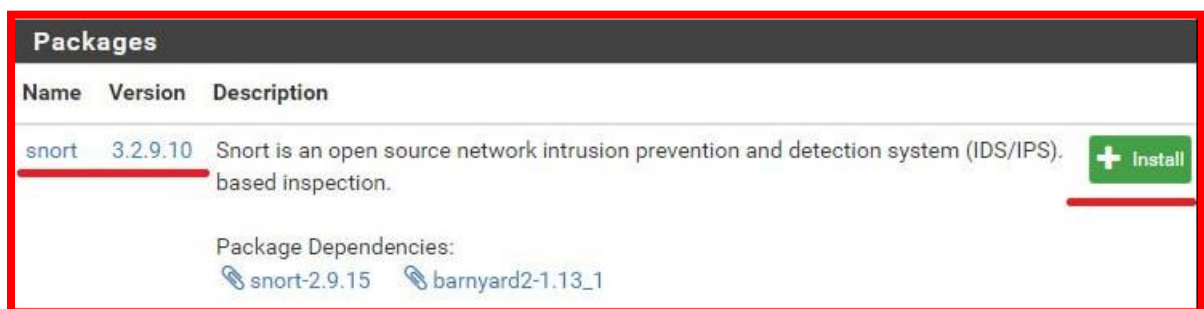 Packages
Name Version Description
snort 3.2.9.10 Snort is an open source network intrusion prevention and detection system (IDS/IPS).
based inspection.
Install
Package Dependencies:
snort-2.9.15 barnyard2-1.13_1